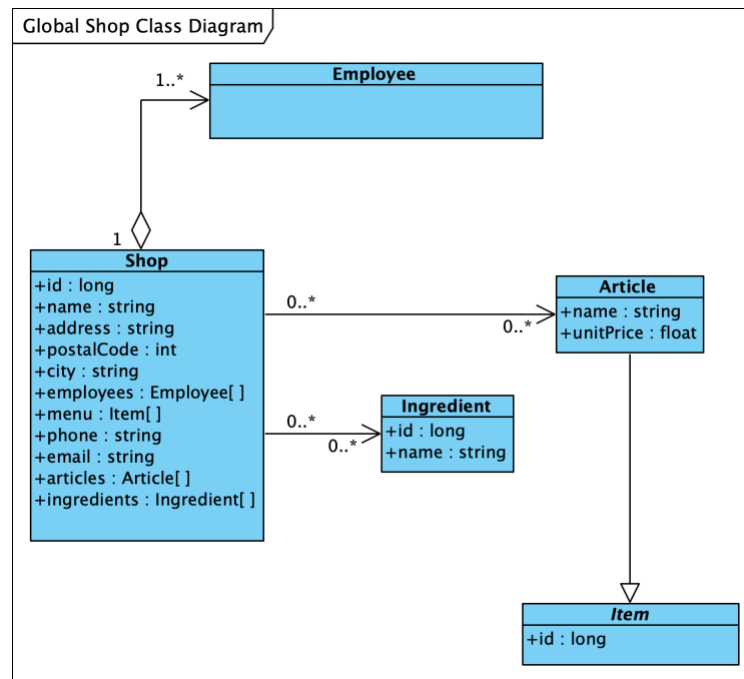 Global Shop Class Diagram
Employee
1..*
1
Shop
+id : long
+name : string
+address : string
+postalCode : int
+city : string
+employees : Employee[ ]
+menu : Item[ ]
+phone : string
+email : string
+articles : Article[ ]
+ingredients : Ingredient[ ]
0..*
0..*
Article
+name : string
+unitPrice : float
0..*
0..*
Ingredient
+id : long
+name : string
Item
+id : long